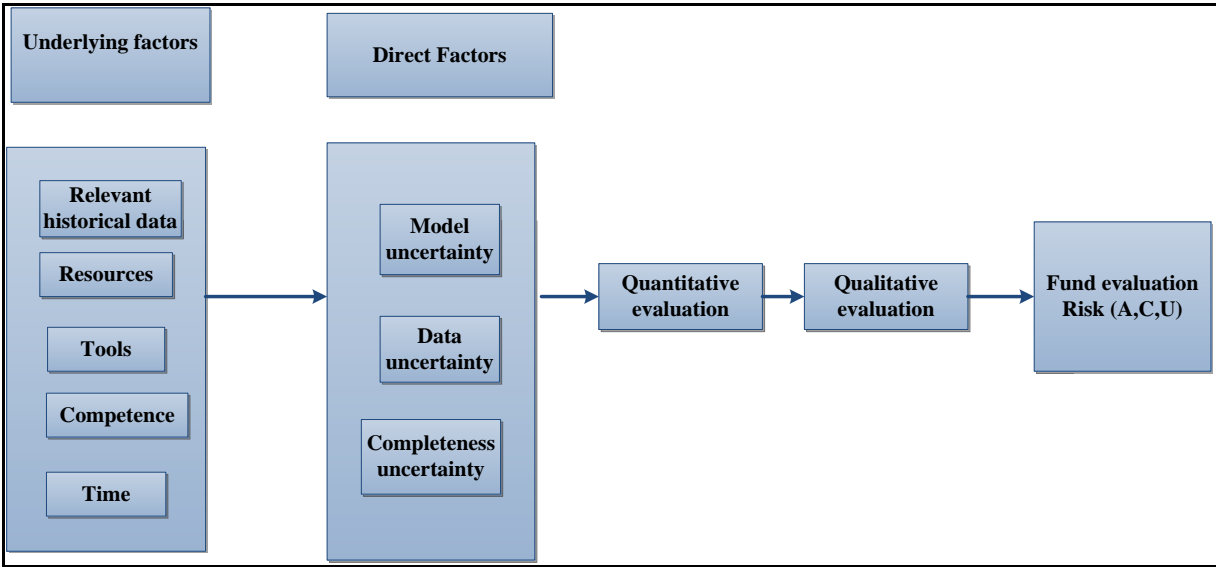 Underlying factors
Direct Factors
Relevant
historical data
Resources
Tools
Competence
Time
Model
uncertainty
Data
uncertainty
Completeness
uncertainty
Quantitative
evaluation
Qualitative
evaluation
Fund evaluation
Risk (A,C,U)